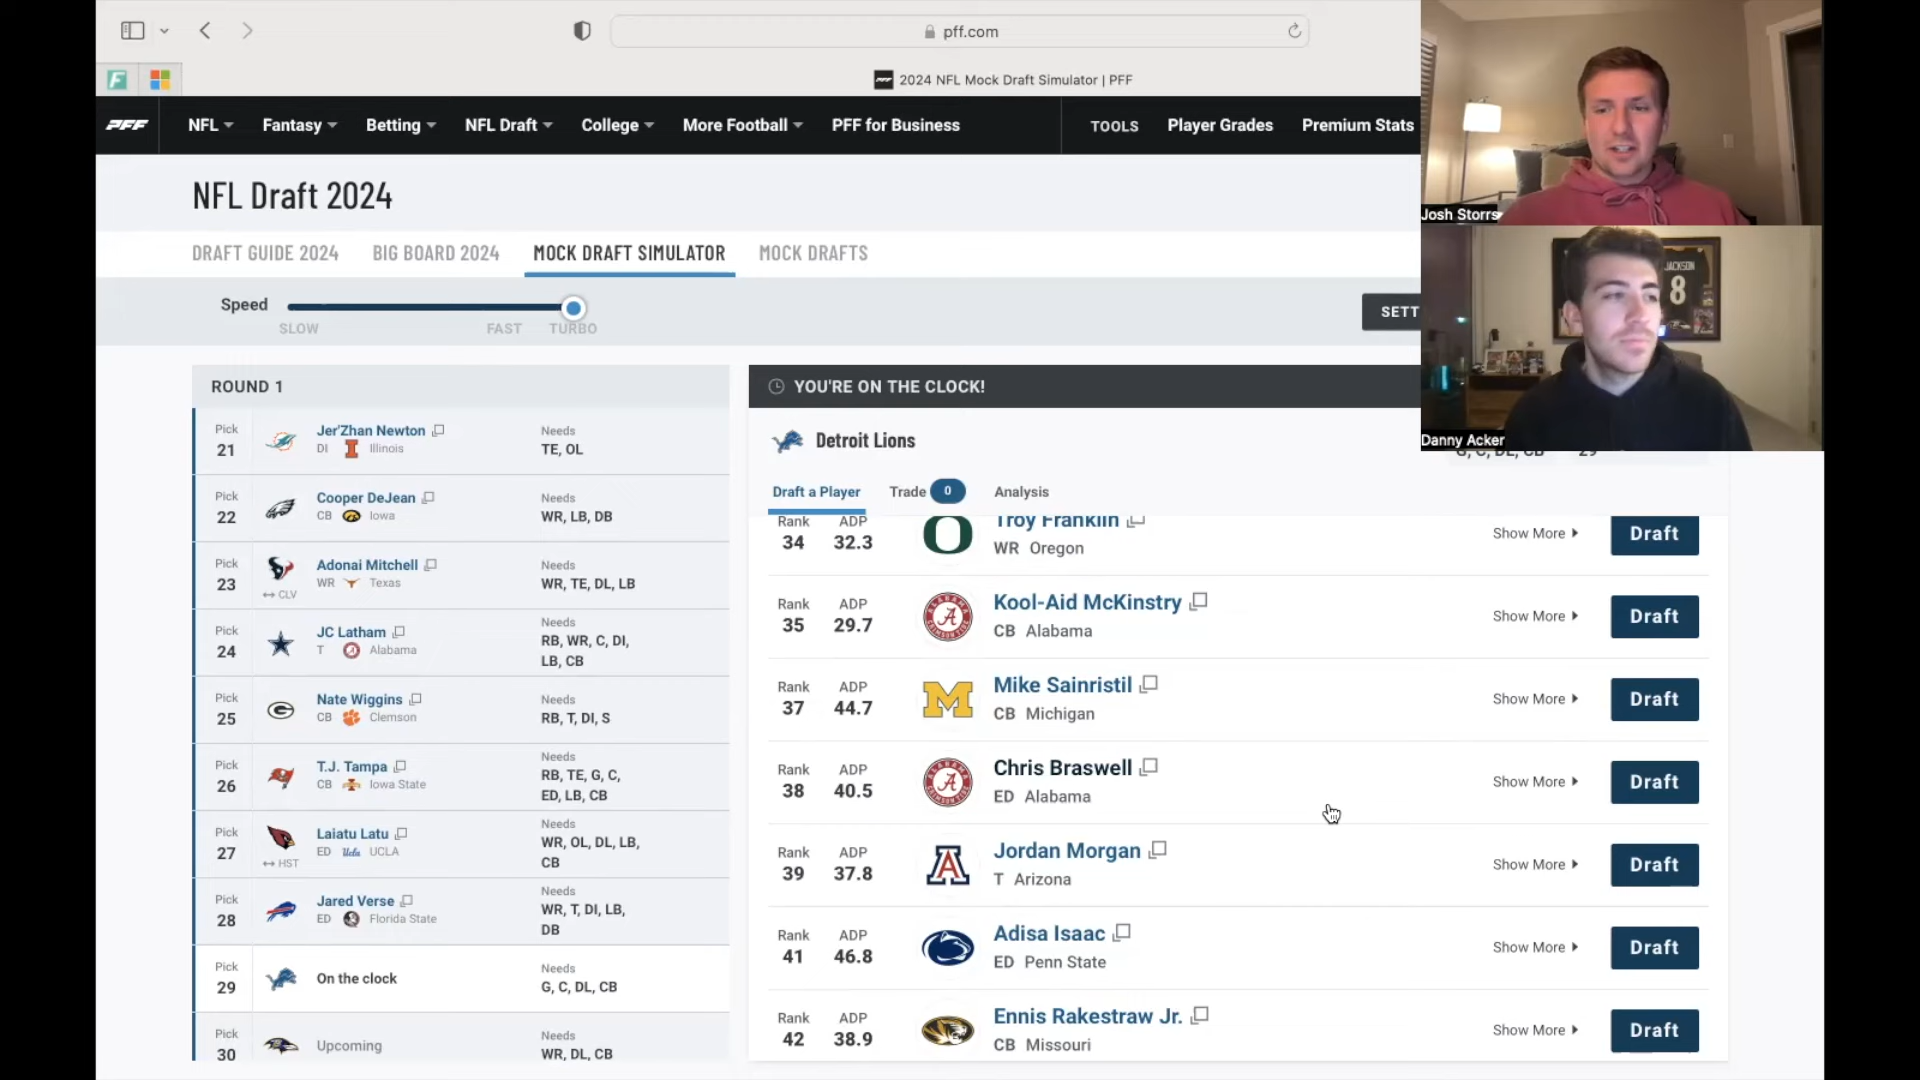 pff.com
2024 NFL Mock Draft Simulator | PFF
PFF
NFL
Fantasy
Betting
NFL Draft
College
More Football
PFF for Business
TOOLS
Player Grades
Premium Stats
NFL Draft 2024
DRAFT GUIDE 2024
BIG BOARD 2024
MOCK DRAFT SIMULATOR
MOCK DRAFTS
Speed
SLOW
FAST
TURBO
SETT
Josh Storrs
JACKSON
8
Danny Acker
ROUND 1
Pick
21
Jer'Zhan Newton
DI Illinois
Needs
TE, OL
Pick
22
Cooper DeJean
CB Iowa
Needs
WR, LB, DB
Pick
23
↔ CLV
Adonai Mitchell
WR Texas
Needs
WR, TE, DL, LB
Pick
24
JC Latham
T Alabama
Needs
RB, WR, C, DI,
LB, CB
Pick
25
Nate Wiggins
CB Clemson
Needs
RB, T, DI, S
Pick
26
T.J. Tampa
CB Iowa State
Needs
RB, TE, G, C,
ED, LB, CB
Pick
27
↔ HST
Laiatu Latu
ED UCLA
Needs
WR, OL, DL, LB,
CB
Pick
28
Jared Verse
ED Florida State
Needs
WR, T, DI, LB,
DB
Pick
29
On the clock
Needs
G, C, DL, CB
Pick
30
Upcoming
Needs
WR, DL, CB
YOU'RE ON THE CLOCK!
Detroit Lions
G, C, DL, CB
29
Draft a Player
Trade 0
Analysis
Rank
34
ADP
32.3
Troy Franklin
WR Oregon
Show More
Draft
Rank
35
ADP
29.7
Kool-Aid McKinstry
CB Alabama
Show More
Draft
Rank
37
ADP
44.7
Mike Sainristil
CB Michigan
Show More
Draft
Rank
38
ADP
40.5
Chris Braswell
ED Alabama
Show More
Draft
Rank
39
ADP
37.8
Jordan Morgan
T Arizona
Show More
Draft
Rank
41
ADP
46.8
Adisa Isaac
ED Penn State
Show More
Draft
Rank
42
ADP
38.9
Ennis Rakestraw Jr.
CB Missouri
Show More
Draft